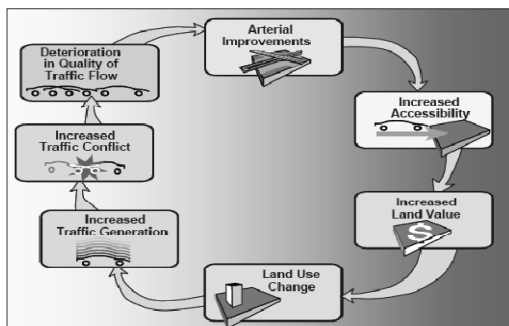 Arterial
Improvements
Increased
Accessibility
Increased
Land Value
$
Land Use
Change
Increased
Traffic Generation
Increased
Traffic Conflict
Deterioration
in Quality of
Traffic Flow